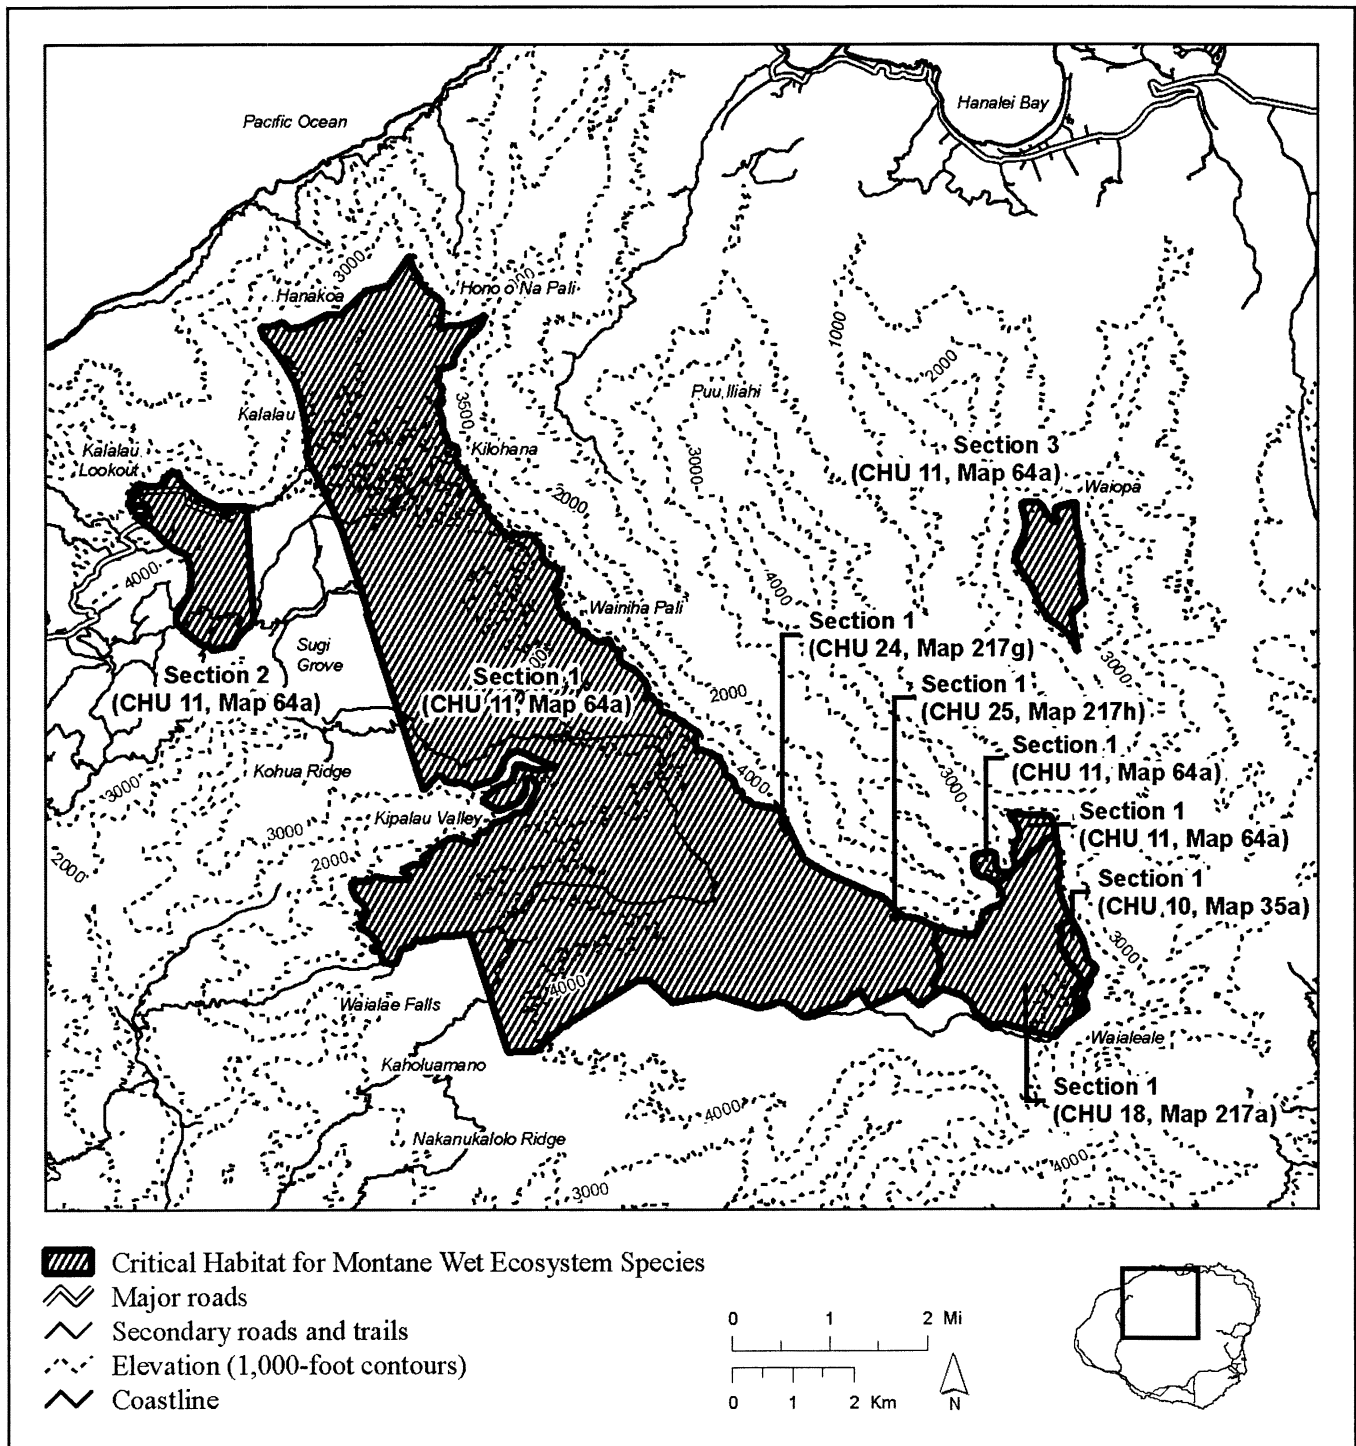 Pacific Ocean
Hanalei Bay
3000
Hanakoa
Hono o Na Pali
1000
2000
Puu Iliahi
Kalalau
3500
Kilohana
Kalalau
Lookout
3000
Section 3
(CHU 11, Map 64a)
Waiopa
2000
4000
4000
Wainiha Pali
Section 1
(CHU 24, Map 217g)
Sugi
Grove
3000
Section 2
(CHU 11, Map 64a)
Section 1
(CHU 11, Map 64a)
2000
Section 1
(CHU 25, Map 217h)
Section 1
(CHU 11, Map 64a)
Kohua Ridge
3000
4000
3000
Section 1
(CHU 11, Map 64a)
Kipalau Valley
3000
2000
2000
Section 1
(CHU 10, Map 35a)
3000
4000
Waialae Falls
Waialeale
Kaholuamano
Section 1
(CHU 18, Map 217a)
4000
Nakanukalolo Ridge
4000
3000
Critical Habitat for Montane Wet Ecosystem Species
Major roads
Secondary roads and trails
Elevation (1,000-foot contours)
Coastline
0 1 2 Mi
0 1 2 Km
N